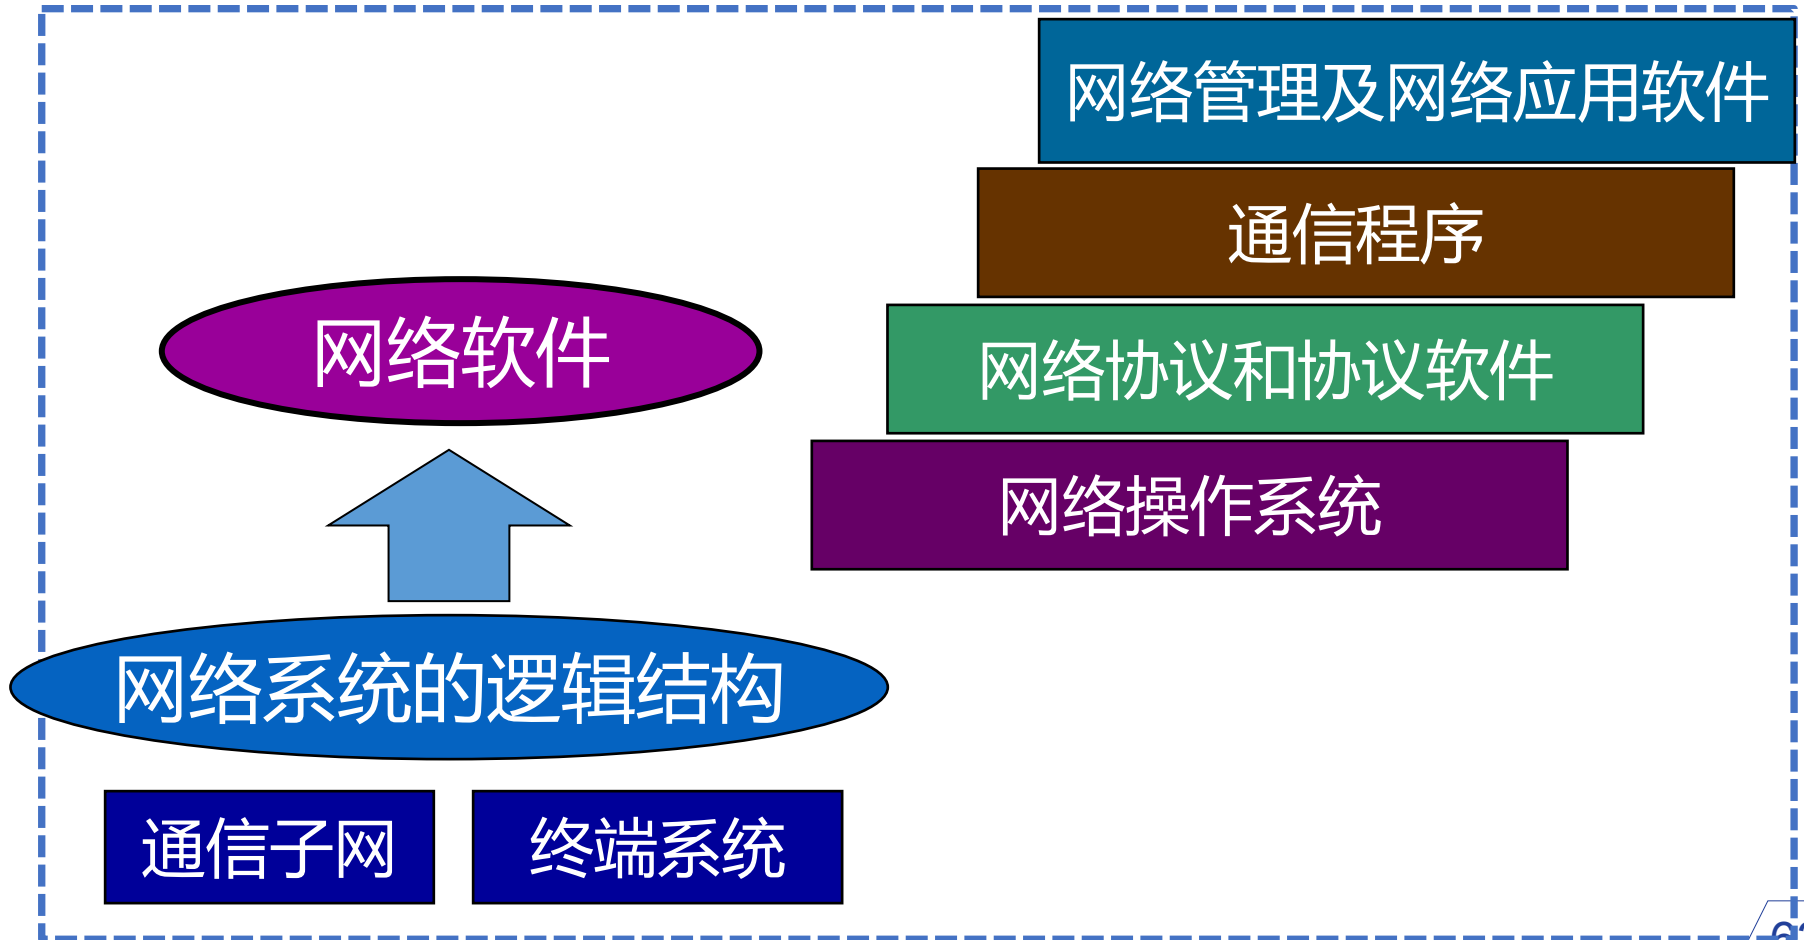 网络管理及网络应用软件
通信程序
网络软件
网络协议和协议软件
网络操作系统
网络系统的逻辑结构
通信子网
终端系统